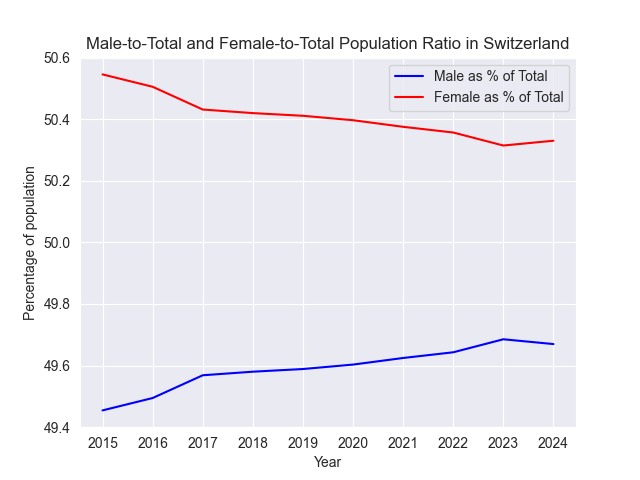 Male-to-Total and Female-to-Total Population Ratio in Switzerland
50.6
50.4
50.2
50.0
49.8
49.6
49.4
Percentage of population
Male as % of Total
Female as % of Total
2015 2016 2017 2018 2019 2020 2021 2022 2023 2024
Year